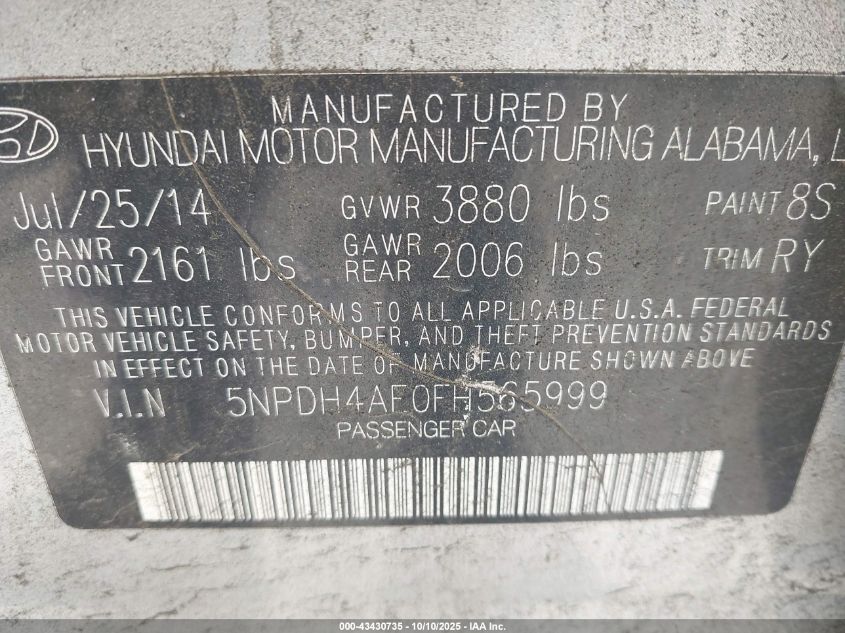 MANUFACTURED BY
HYUNDAI MOTOR MANUFACTURING ALABAMA, L
Jul/25/14 GVWR 3880 lbs PAINT 8S
GAWR FRONT 2161 lbs GAWR REAR 2006 lbs TRIM RY
THIS VEHICLE CONFORMS TO ALL APPLICABLE U.S.A. FEDERAL
MOTOR VEHICLE SAFETY, BUMPER, AND THEFT PREVENTION STANDARDS
IN EFFECT ON THE DATE OF MANUFACTURE SHOWN ABOVE
V.I.N 5NPDH4AE0FH565999
PASSENGER CAR
000-43430735 - 10/10/2025 - IAA Inc.